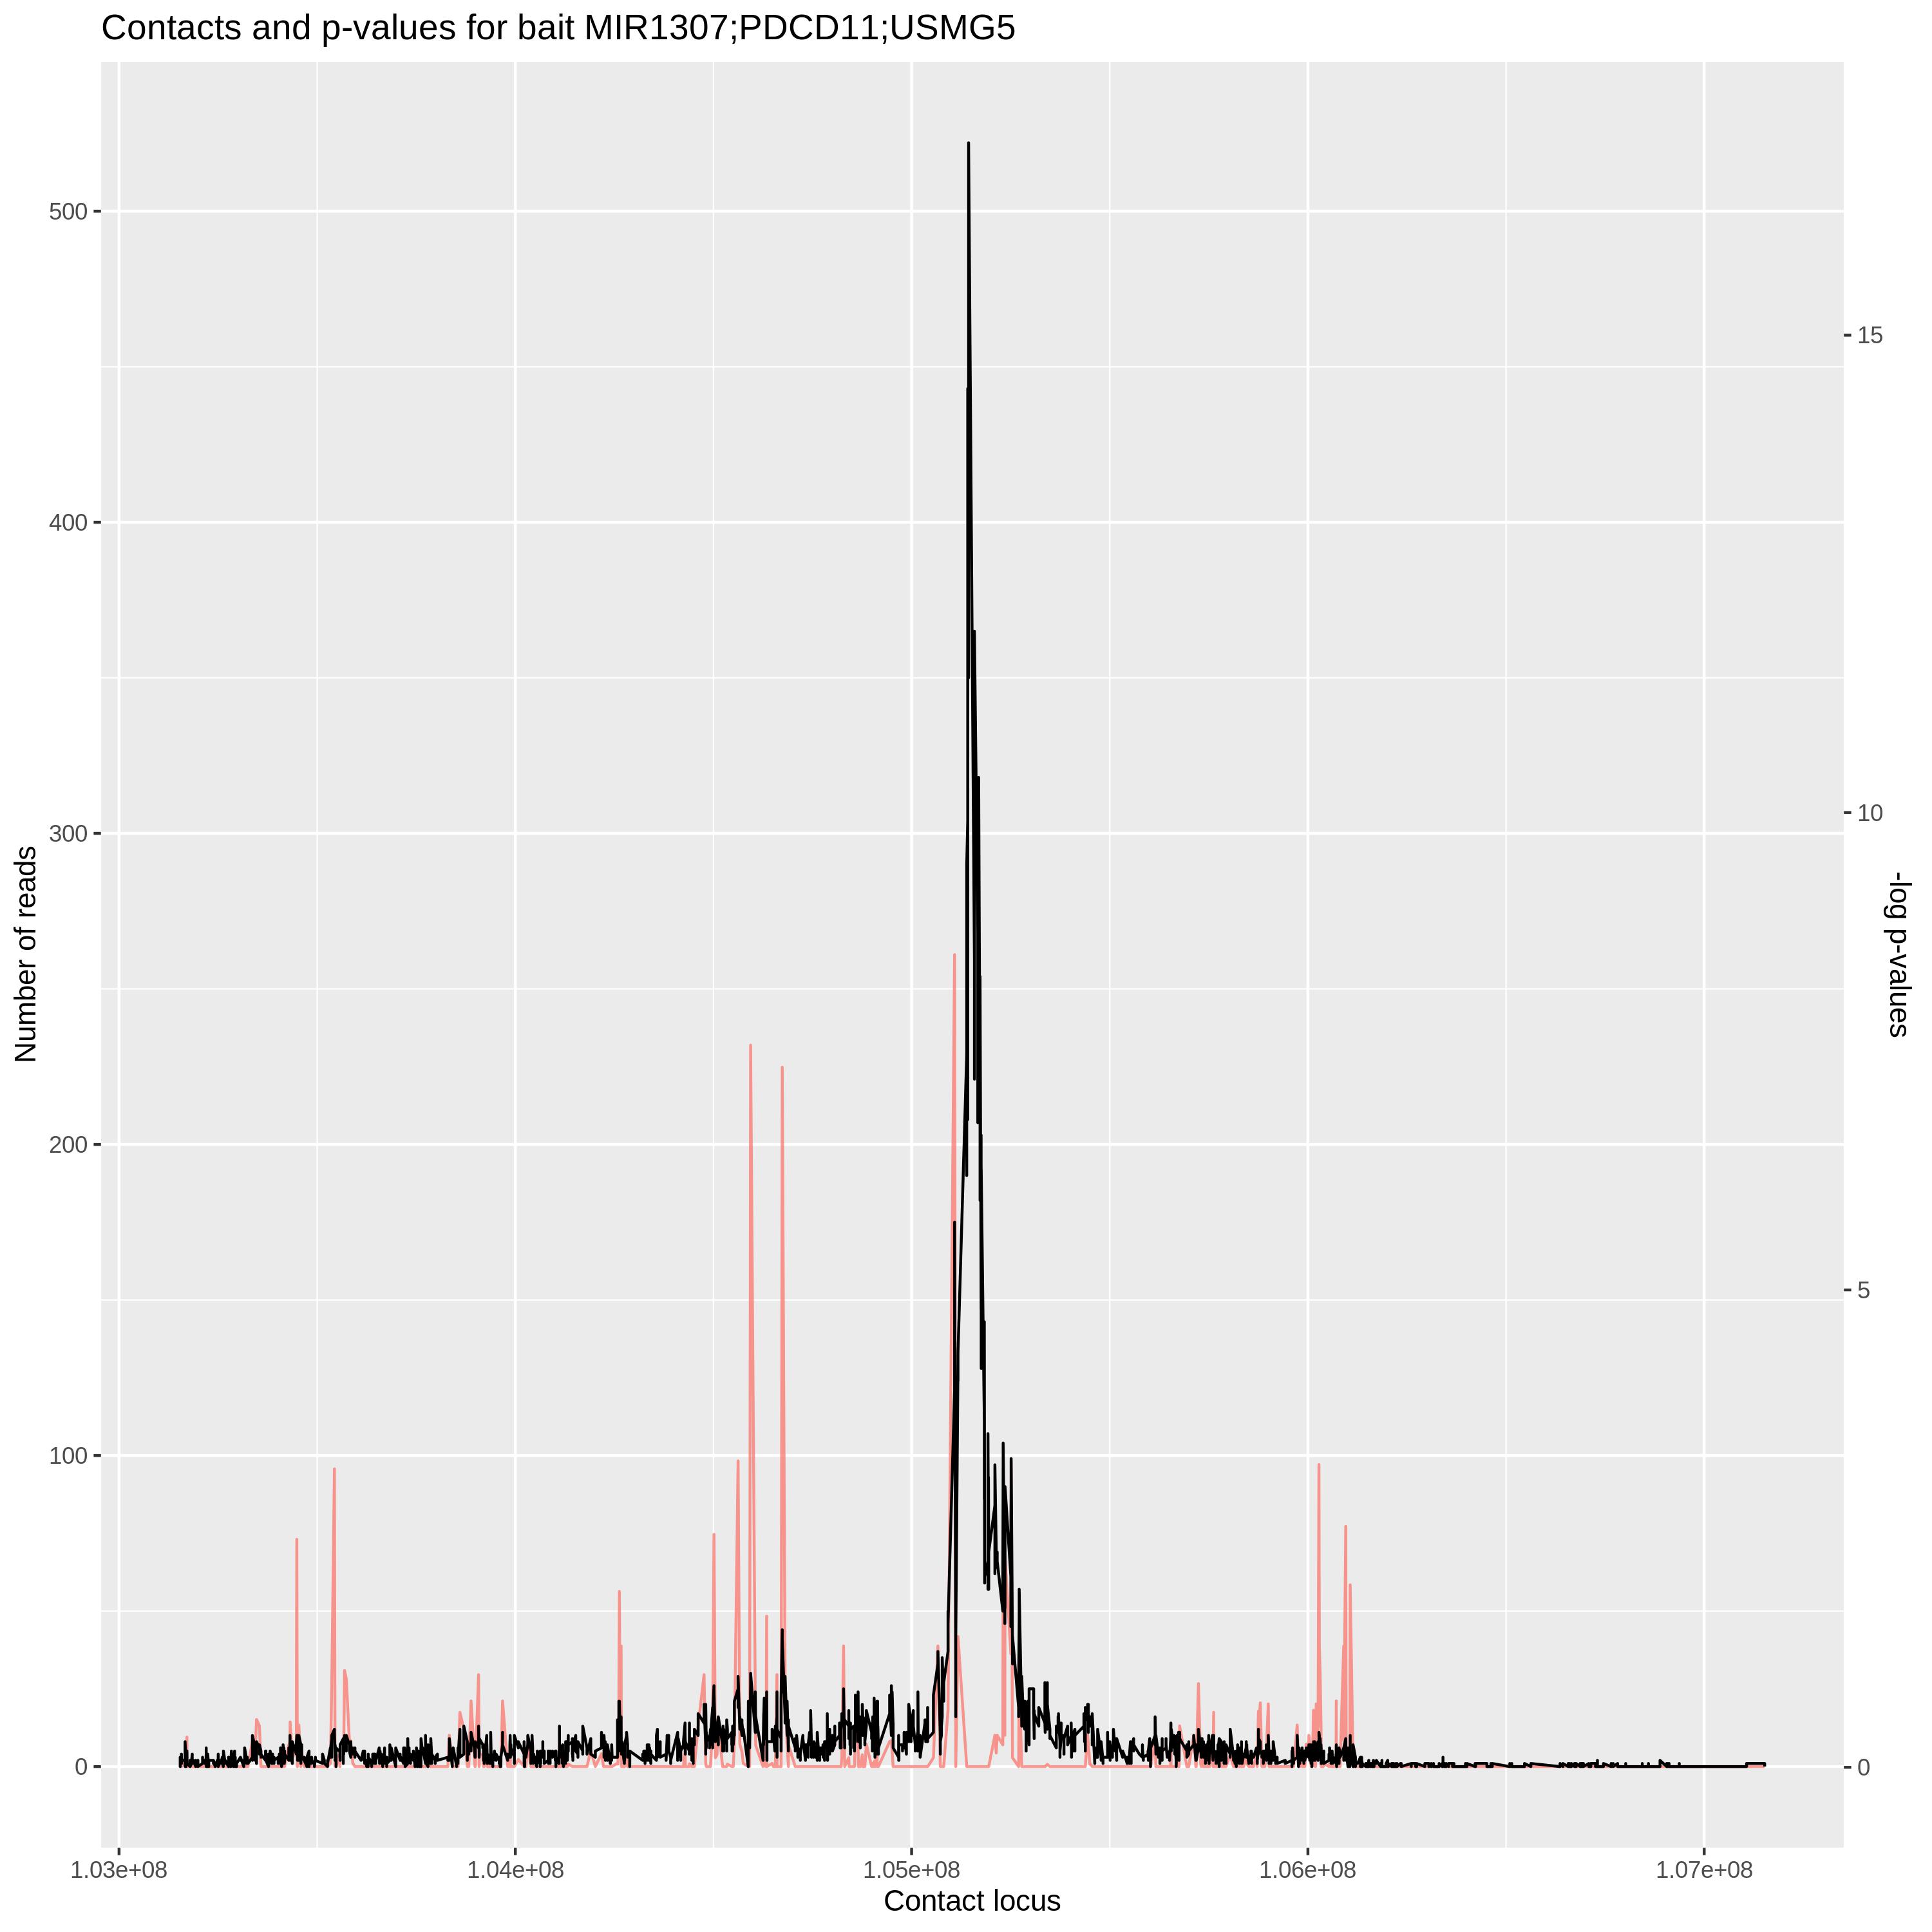 Contacts and p-values for bait MIR1307;PDCD11;USMG5
500
400
300
200
100
0
Number of reads
15
10
5
0
-log p-values
1.03e+08
1.04e+08
1.05e+08
1.06e+08
1.07e+08
Contact locus